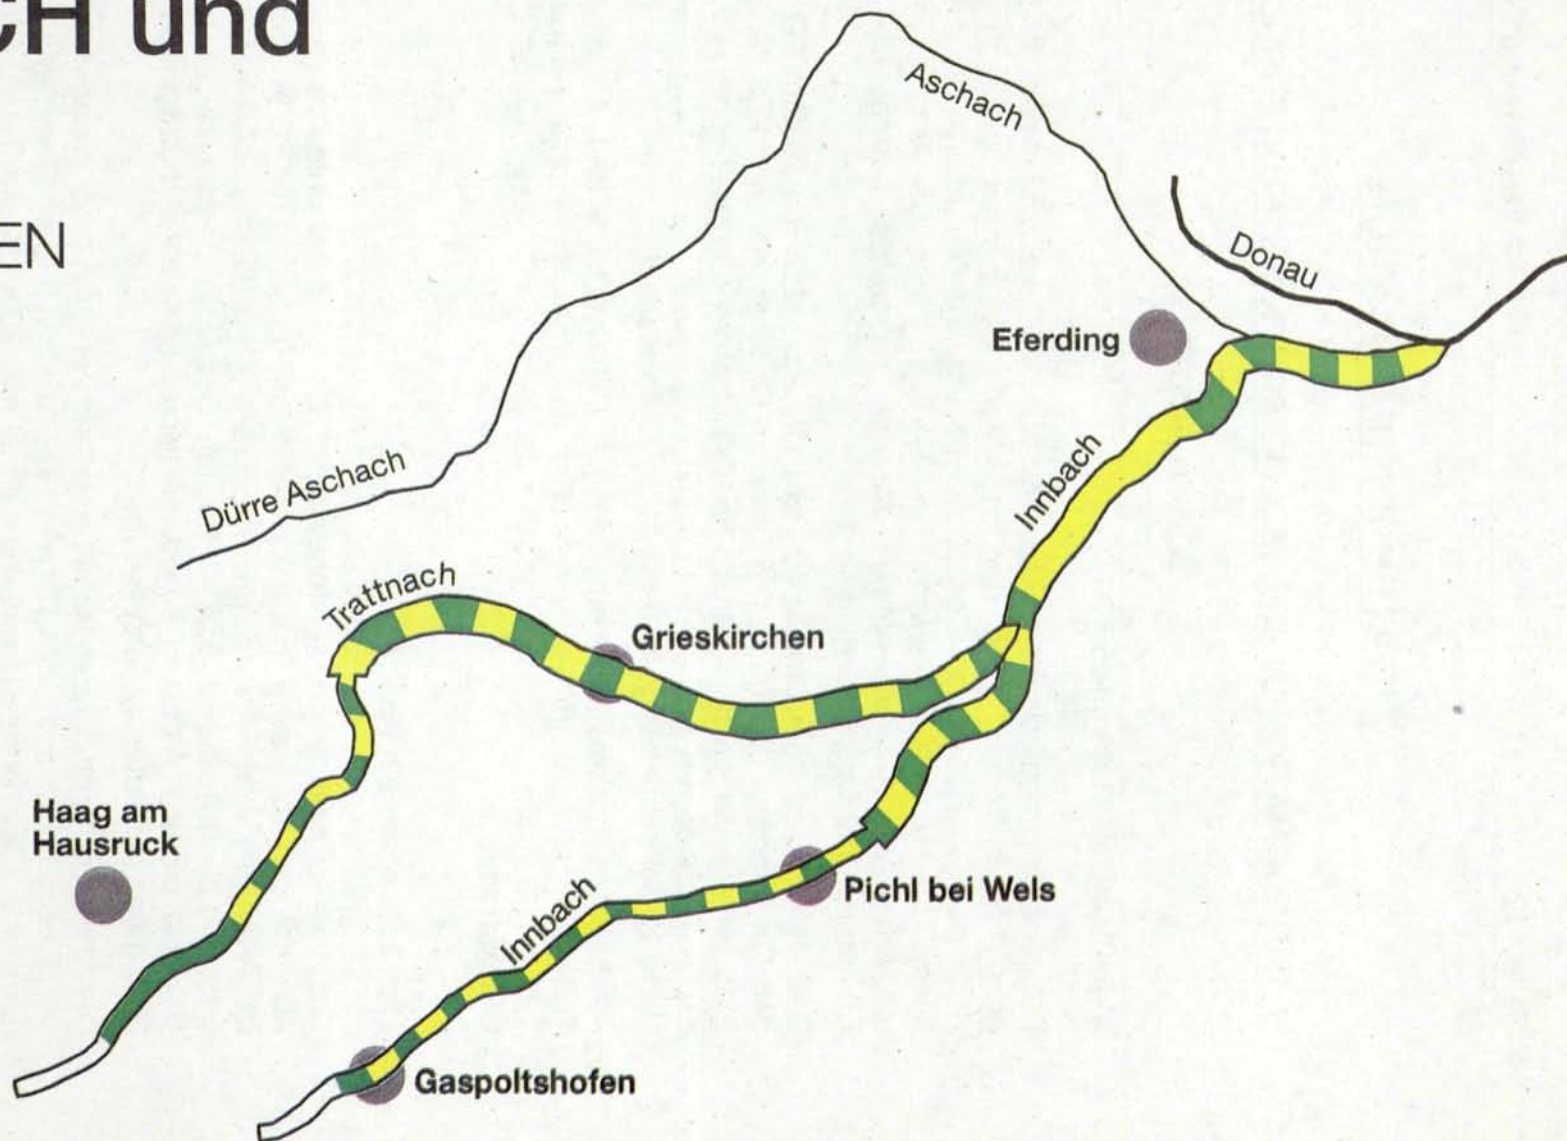 CH und
EN
Aschach
Donau
Eferding
Innbach
Dürre Aschach
Trattnach
Grieskirchen
Haag am
Hausruck
Innbach
Pichl bei Wels
Gaspoltshofen